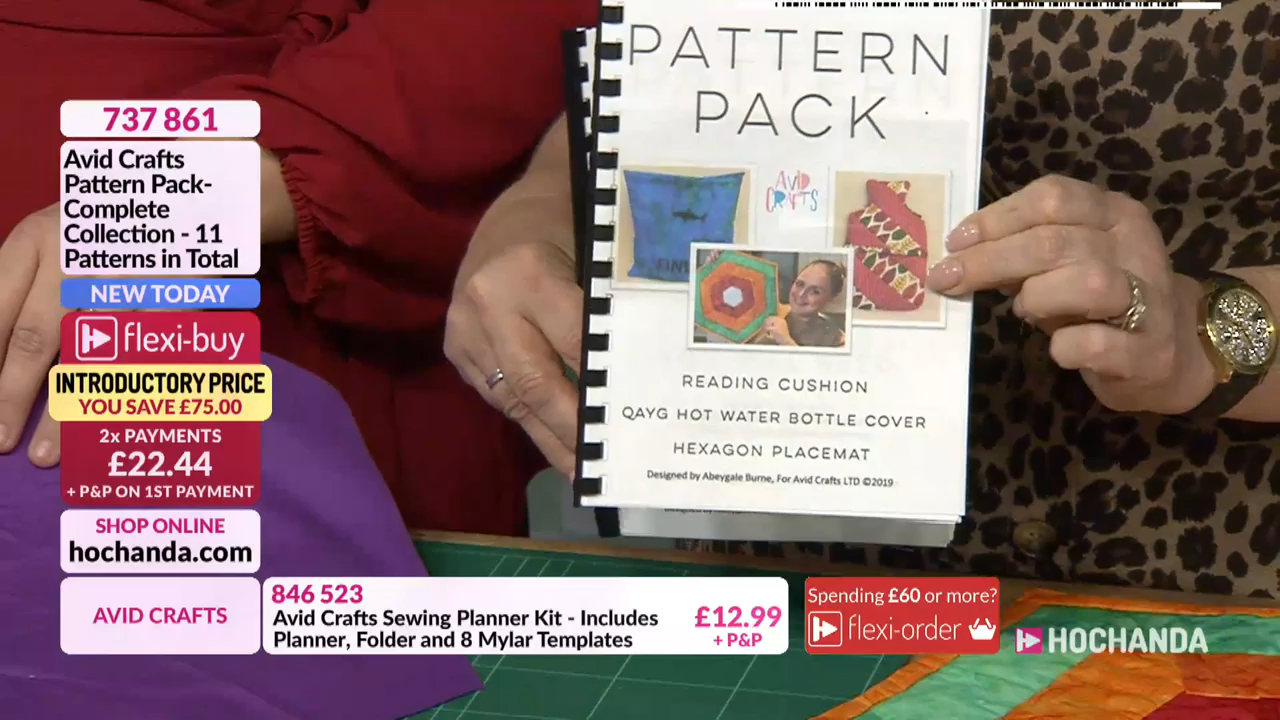 737 861
Avid Crafts
Pattern Pack-
Complete
Collection - 11
Patterns in Total
NEW TODAY
flexi-buy
INTRODUCTORY PRICE
YOU SAVE £75.00
2x PAYMENTS
£22.44
+ P&P ON 1ST PAYMENT
SHOP ONLINE
hochanda.com
AVID CRAFTS
846 523
Avid Crafts Sewing Planner Kit - Includes
Planner, Folder and 8 Mylar Templates
£12.99
+ P&P
Spending £60 or more?
flexi-order
HOCHANDA
PATTERN
PACK
AVID
CRAFTS
READING CUSHION
QAYG HOT WATER BOTTLE COVER
HEXAGON PLACEMAT
Designed by Abeygale Burne, For Avid Crafts LTD ©2019